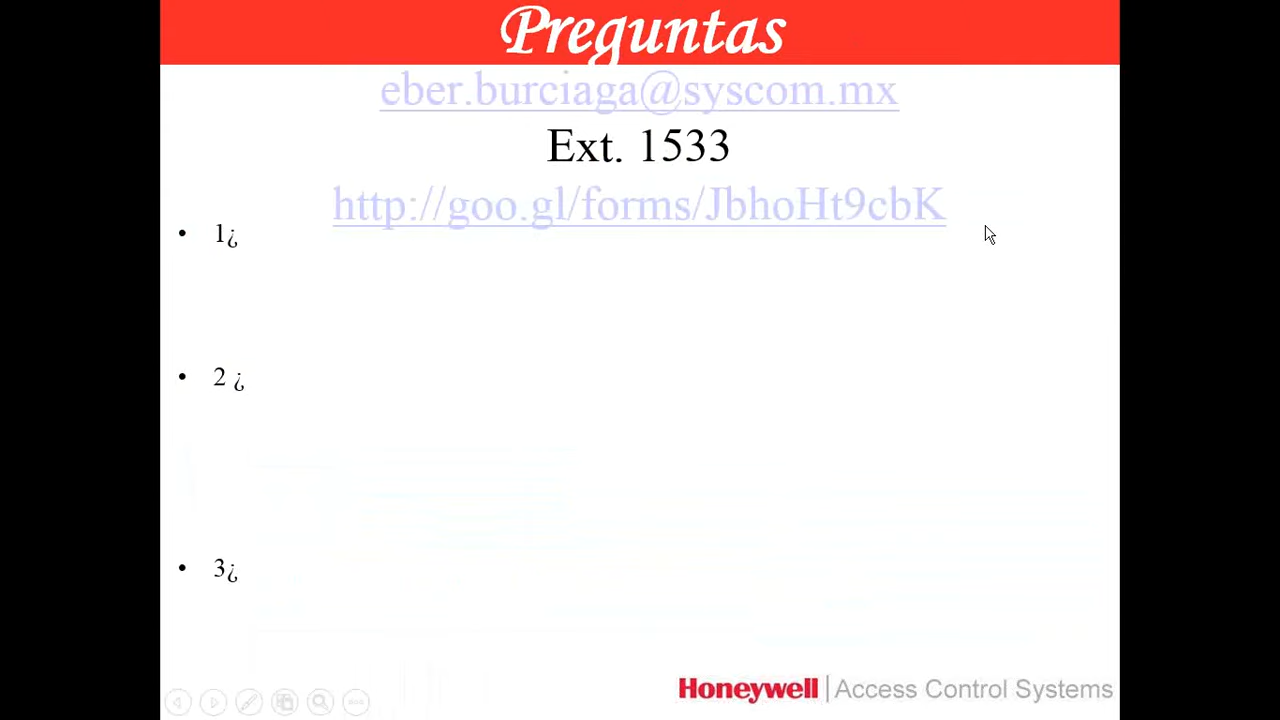 Preguntas
eber.burciaga@syscom.mx
Ext. 1533
http://goo.gl/forms/JbhoHt9cbK
• 1¿
• 2 ¿
• 3¿
Honeywell | Access Control Systems